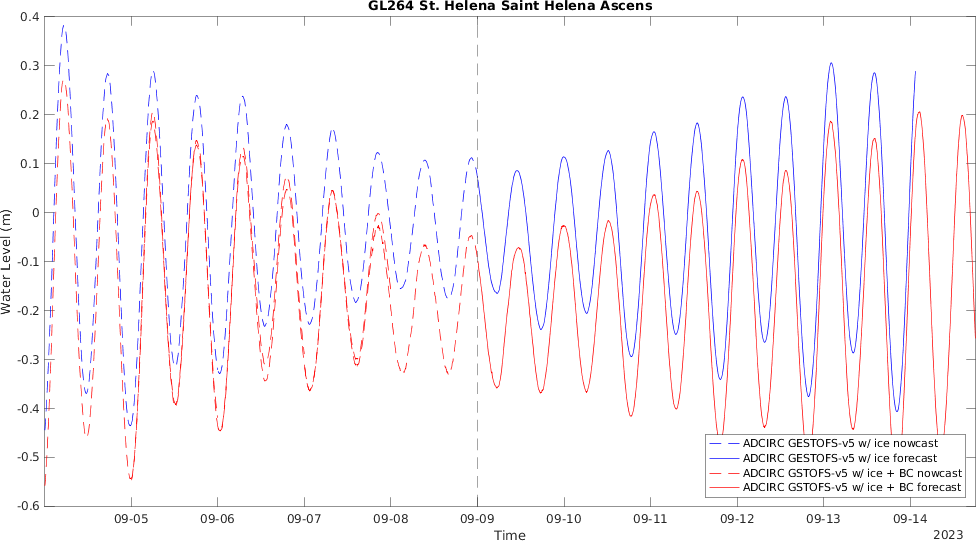 GL264 St. Helena Saint Helena Ascens
Water Level (m)
0.4
0.3
0.2
0.1
0
-0.1
-0.2
-0.3
-0.4
-0.5
-0.6
ADCIRC GESTOFS-v5 w/ ice nowcast
ADCIRC GESTOFS-v5 w/ ice forecast
ADCIRC GSTOFS-v5 w/ ice + BC nowcast
ADCIRC GSTOFS-v5 w/ ice + BC forecast
09-05 09-06 09-07 09-08 09-09 09-10 09-11 09-12 09-13 09-14
Time
2023